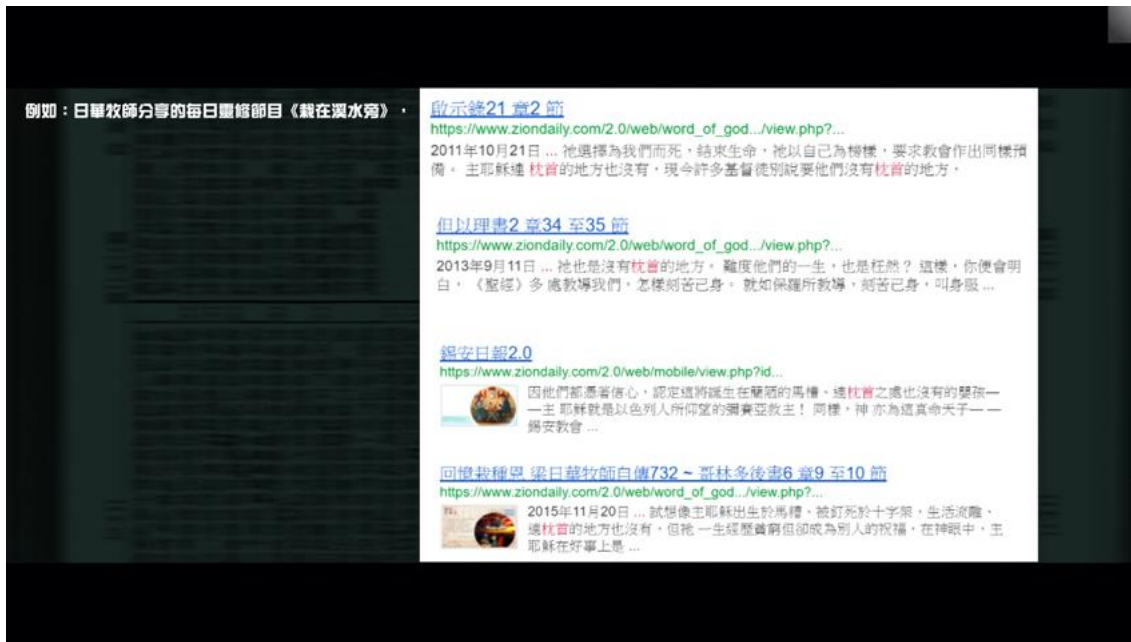 例如：日華牧師分享的每日靈修節目《栽在溪水旁》，
啟示錄21 章2 節
https://www.ziondaily.com/2.0/web/word_of_god.../view.php?...
2011年10月21日 ... 祂選擇為我們而死，結束生命，祂以自己為榜樣，要求教會作出同樣預
備。 主耶穌連 枕首的地方也沒有，現今許多基督徒別說要他們沒有枕首的地方，
但以理書2 章34 至35 節
https://www.ziondaily.com/2.0/web/word_of_god.../view.php?...
2013年9月11日 ... 祂也是沒有枕首的地方。 難度他們的一生，也是枉然？ 這樣，你便會明
白，《聖經》多 處教導我們，怎樣刻苦己身。 就如保羅所教導，刻苦己身，叫身服 ...
錫安日報2.0
https://www.ziondaily.com/2.0/web/mobile/view.php?id...
因他們都憑著信心，認定這將誕生在簡陋的馬槽、連枕首之處也沒有的嬰孩—
—主 耶穌就是以色列人所仰望的彌賽亞救主！ 同樣，神 亦為這真命天子— —
錫安教會 ...
回憶栽種恩 梁日華牧師自傳732 ~ 哥林多後書6 章9 至10 節
https://www.ziondaily.com/2.0/web/word_of_god.../view.php?...
2015年11月20日 ... 試想像主耶穌出生於馬槽、被釘死於十字架，生活流離、
連枕首的地方也沒有，但祂 一生經歷貧窮但卻成為別人的祝福，在神眼中，主
耶穌在好事上是 ...